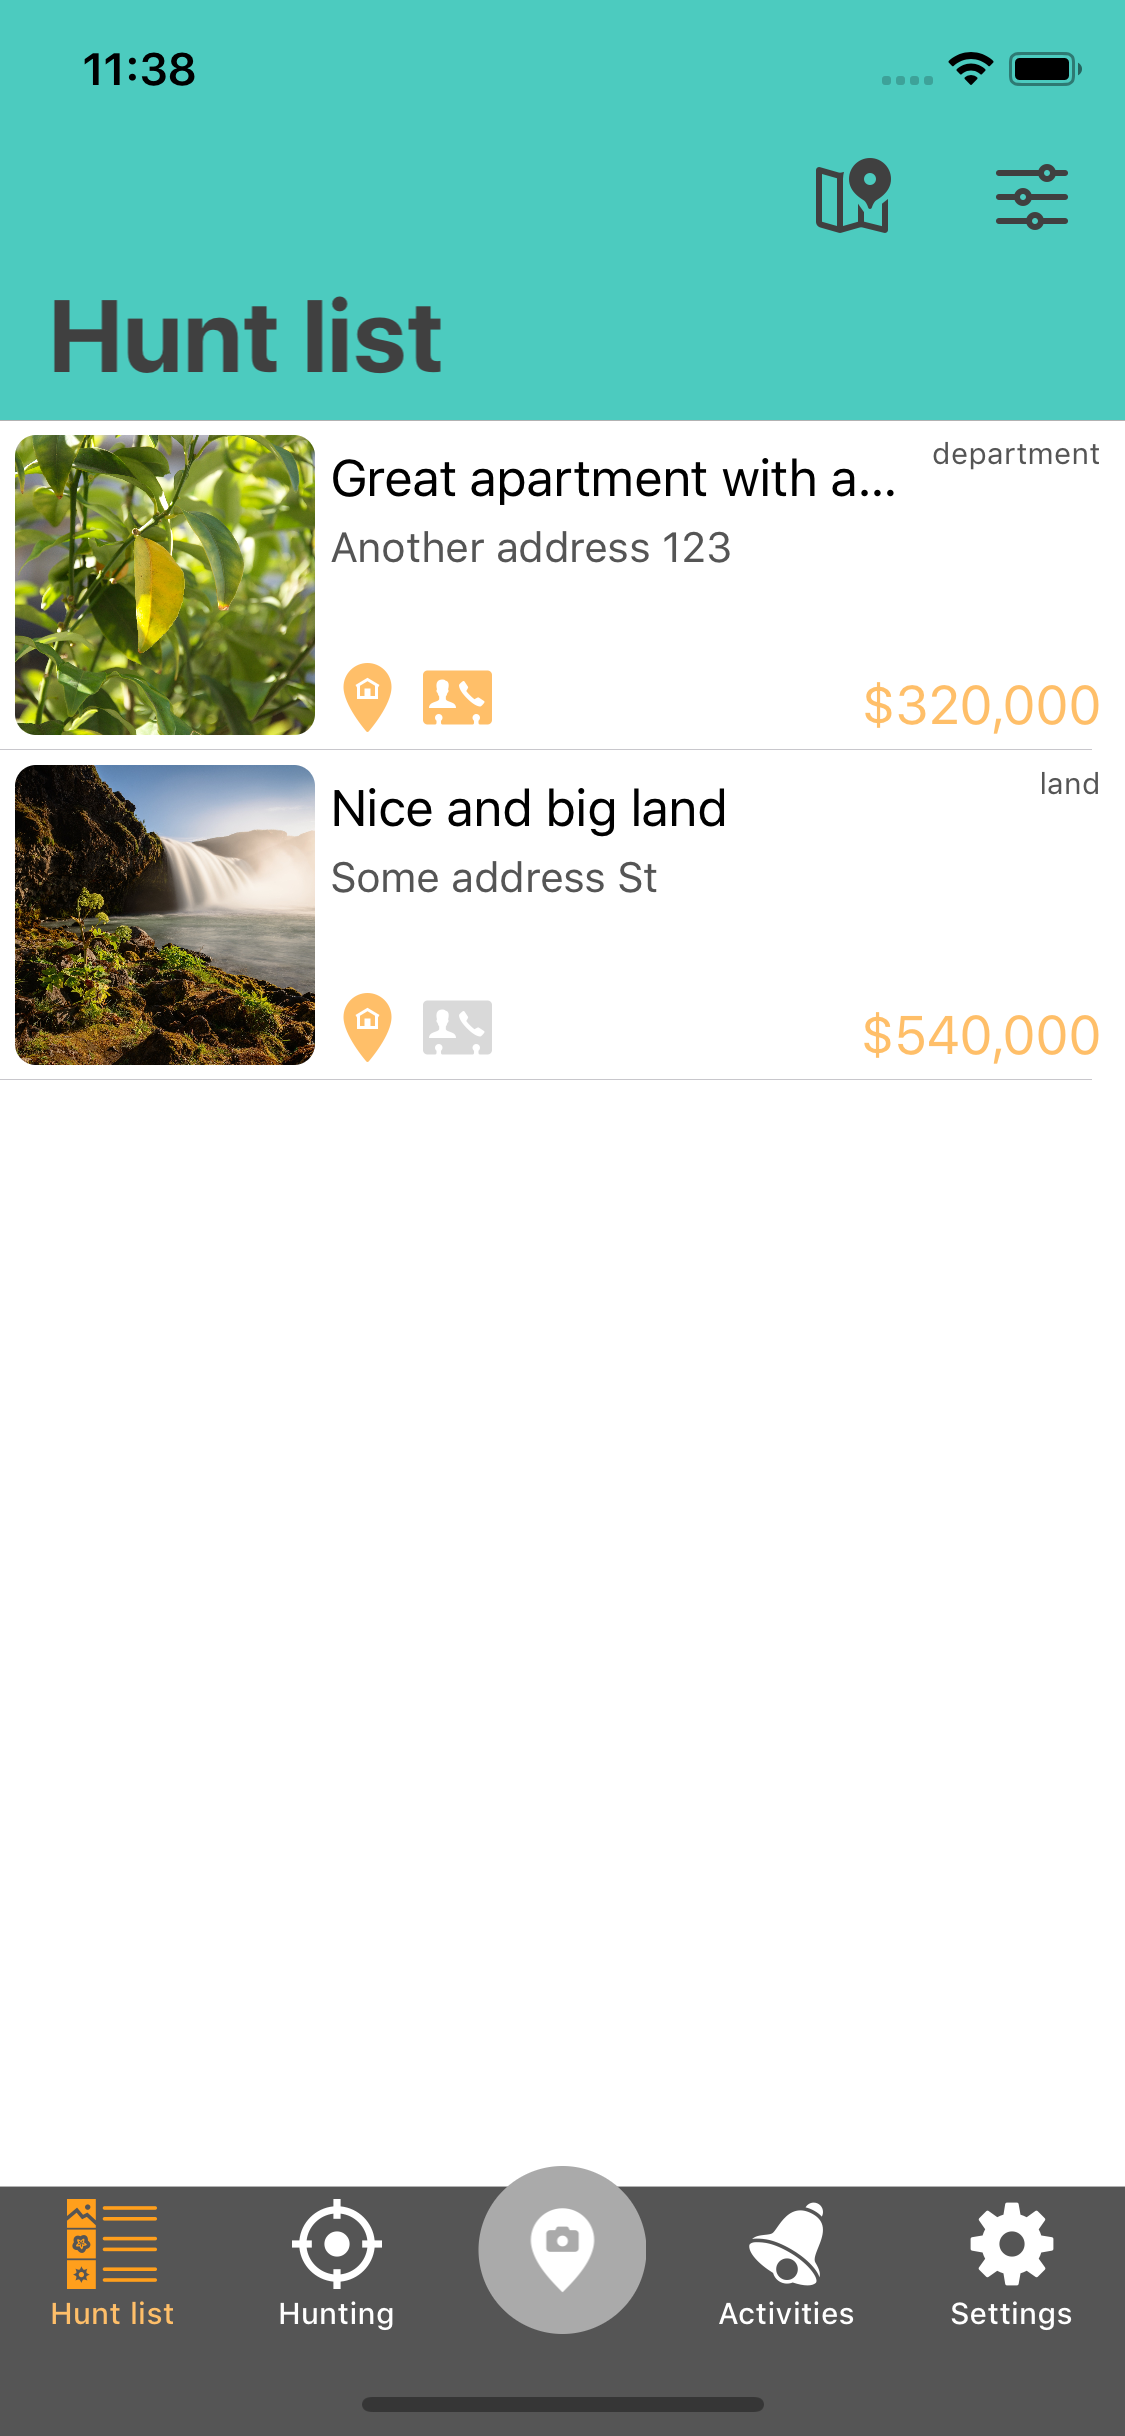 11:38
Hunt list
department
Great apartment with a...
Another address 123
$320,000
land
Nice and big land
Some address St
$540,000
Hunt list
Hunting
Activities
Settings